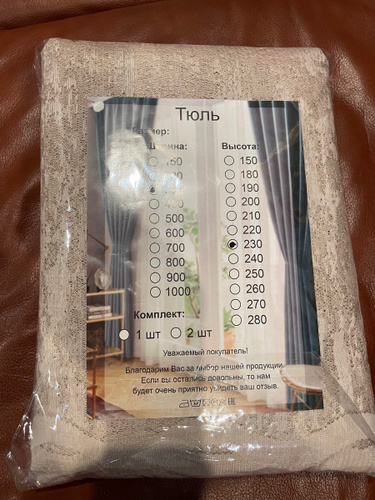 Тюль
Высота:
150
180
190
200
500
210
600
220
700
230
800
240
900
250
1000
260
270
280
Комплект:
1 шт
2 шт
Уважаемый покупатель!
Благодарим Вас за выбор нашей продукции.
Если вы остались довольны, то нам
будет очень приятно увидеть ваш отзыв.